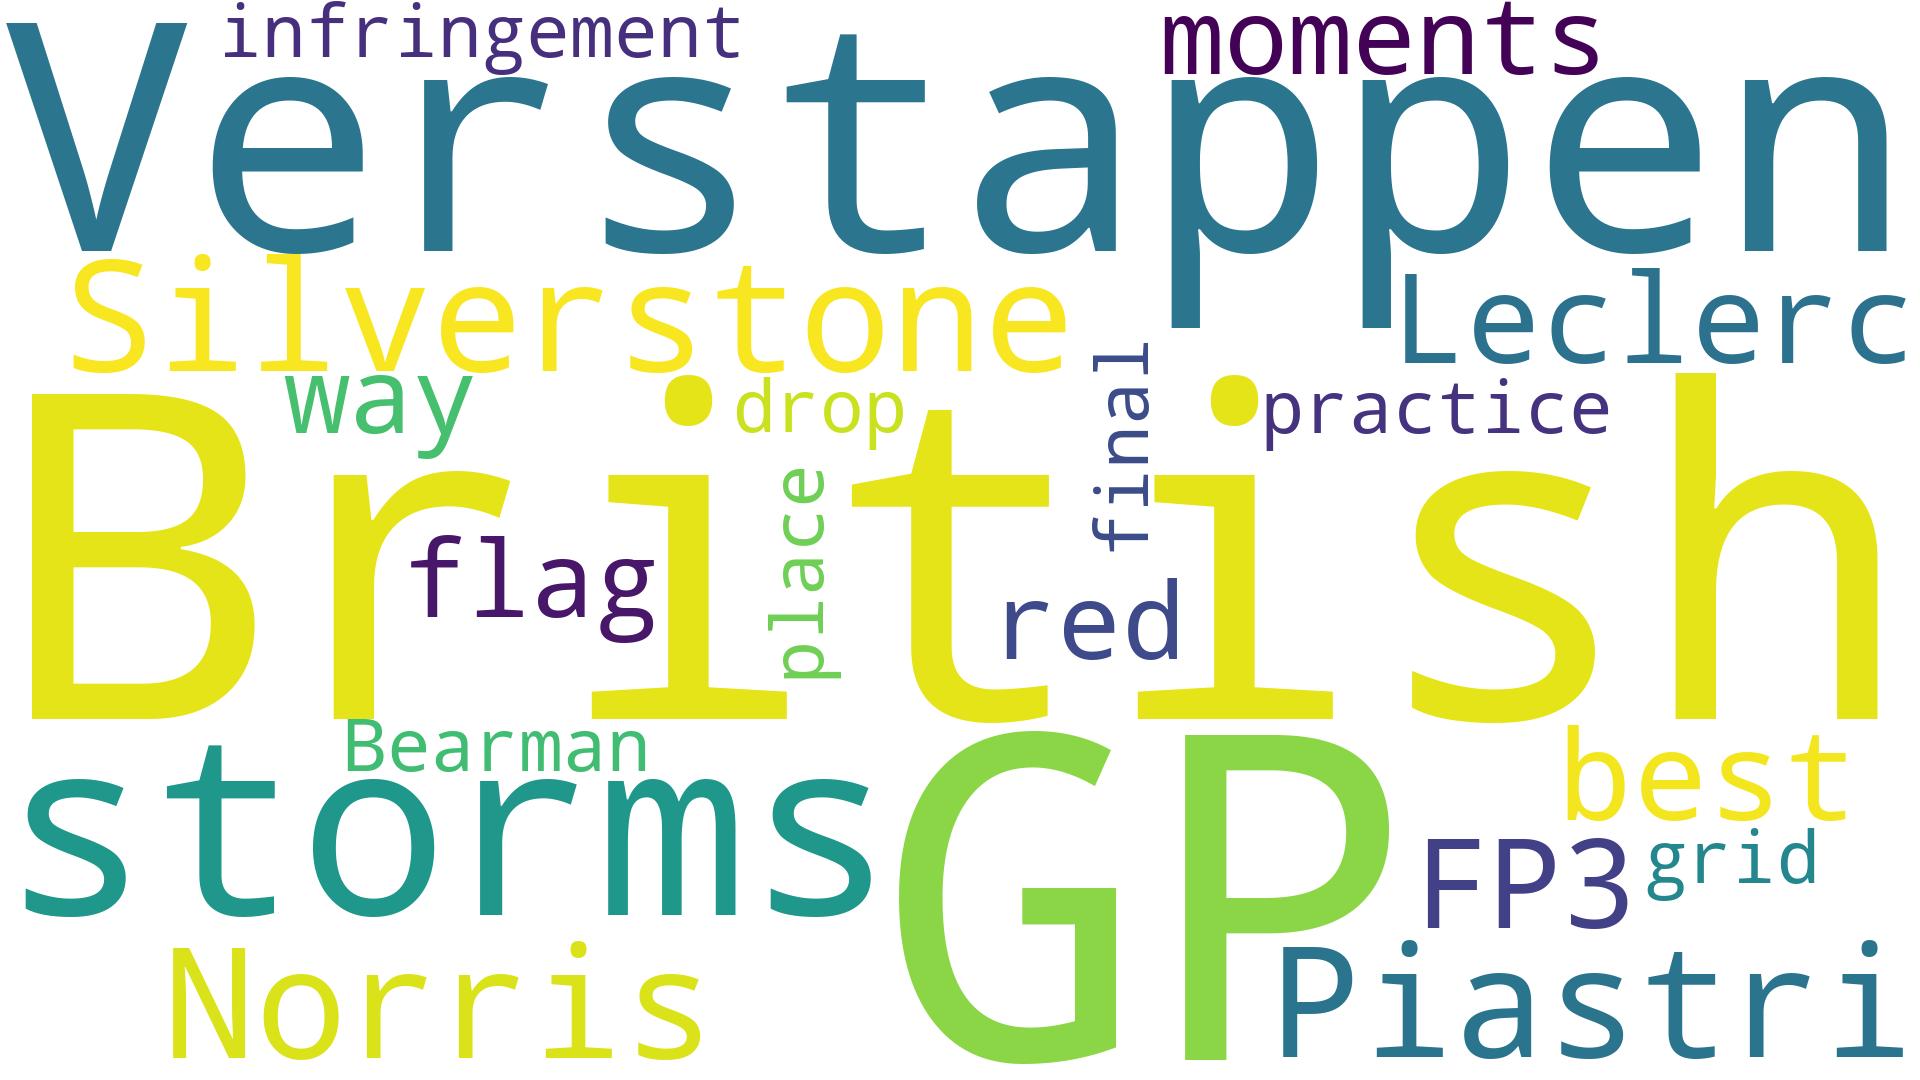 infringement
moments
Verstappen
Silverstone
Leclerc
way
drop
final
practice
British
flag
place
red
Bearman
storms
GP
best
FP3
grid
Norris
Piastri